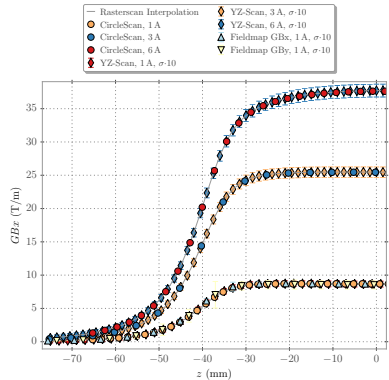 Rasterscan Interpolation
CircleScan, 1 A
CircleScan, 3 A
CircleScan, 6 A
YZ-Scan, 1 A, σ·10
YZ-Scan, 3 A, σ·10
YZ-Scan, 6 A, σ·10
Fieldmap GBx, 1 A, σ·10
Fieldmap GBy, 1 A, σ·10
35
30
25
20
15
10
5
0
GBx (T/m)
−70 −60 −50 −40 −30 −20 −10 0
z (mm)